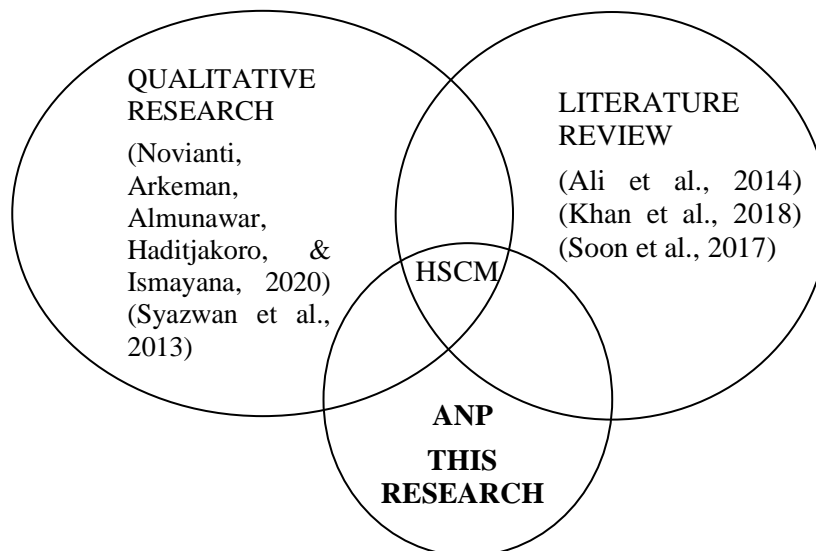 QUALITATIVE
RESEARCH
(Novianti,
Arkeman,
Almunawar,
Haditjakoro, &
Ismayana, 2020)
(Syazwan et al.,
2013)
LITERATURE
REVIEW
(Ali et al., 2014)
(Khan et al., 2018)
(Soon et al., 2017)
HSCM
ANP
THIS
RESEARCH